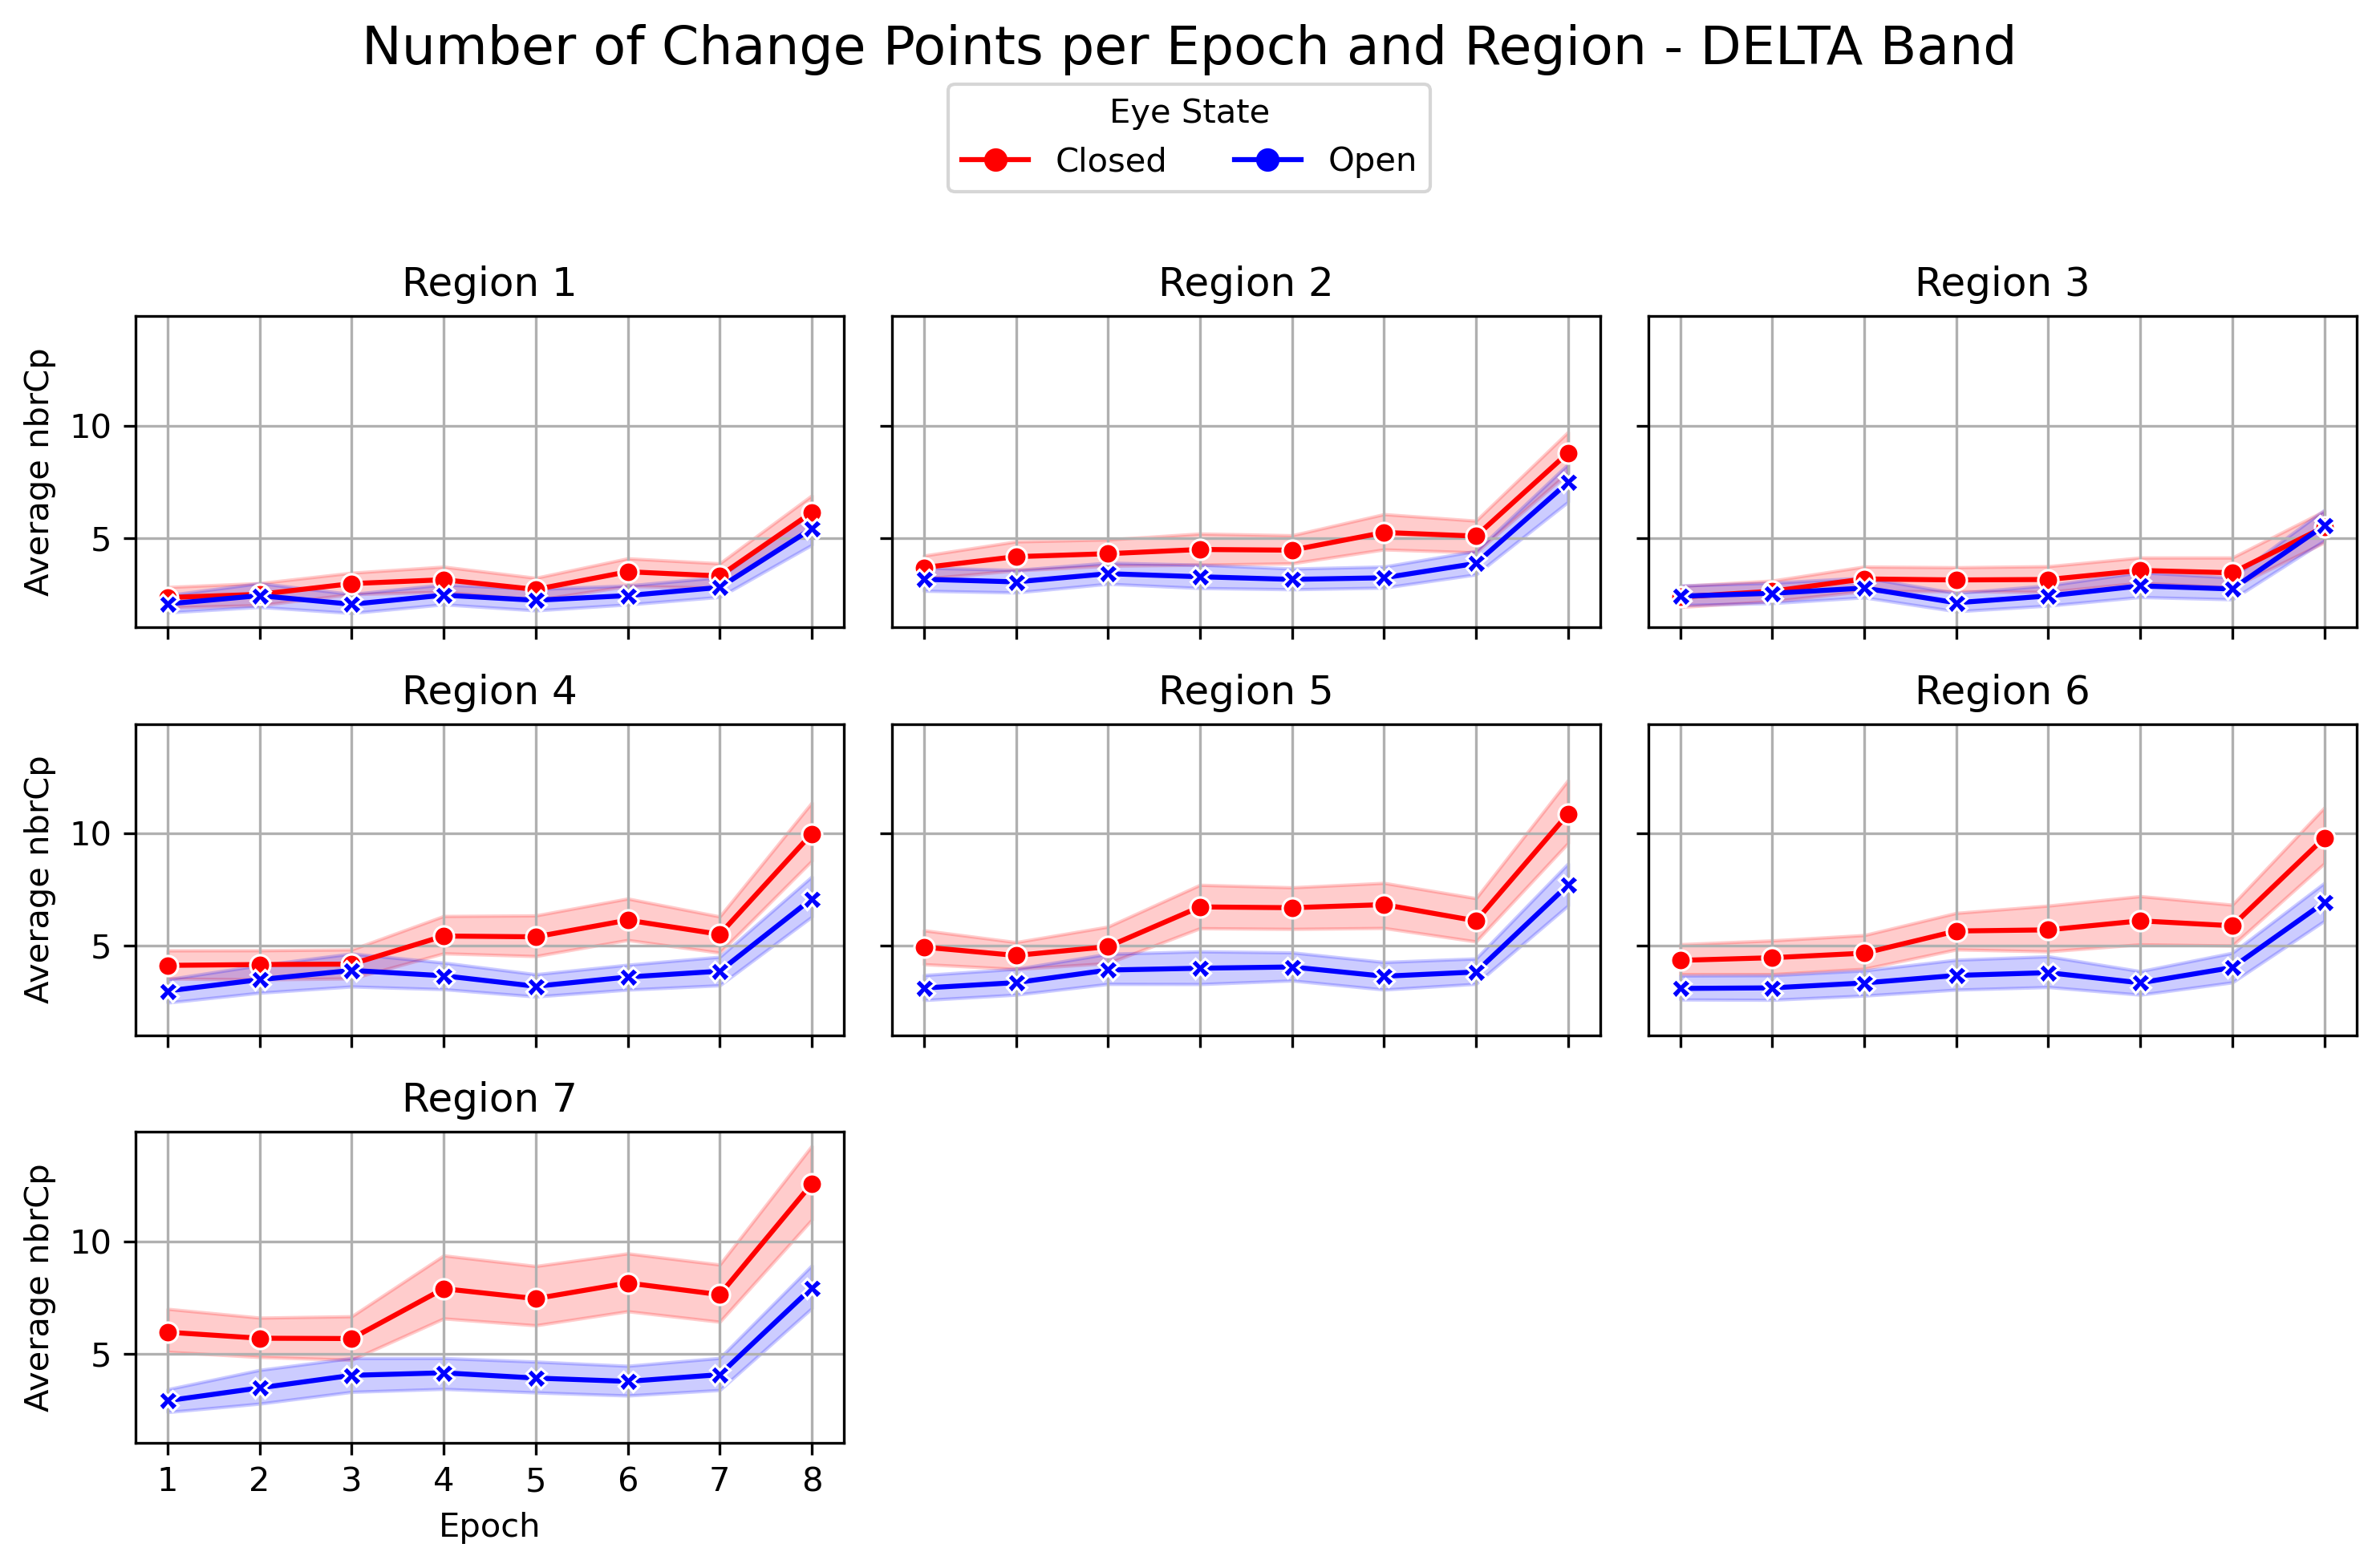 Number of Change Points per Epoch and Region - DELTA Band
Eye State
Closed Open
Region 1 Region 2 Region 3
Average nbrCp
10
5
Region 4 Region 5 Region 6
Average nbrCp
10
5
Region 7
Average nbrCp
10
5
1 2 3 4 5 6 7 8
Epoch